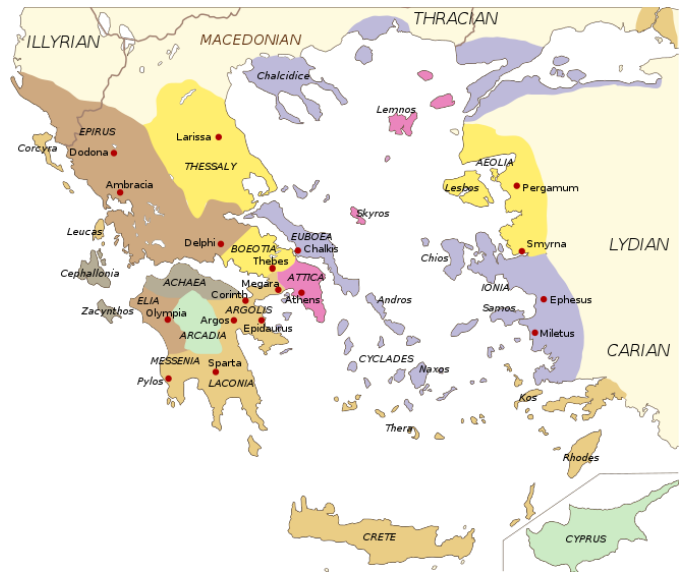 THRACIAN
ILLYRIAN
MACEDONIAN
Chalcidice
Lemnos
EPIRUS
Larissa
Corcyra
Dodona
THESSALY
AEOLIA
Ambracia
Lesbos
Pergamum
Skyros
Leucas
EUBOEA
Delphi
BOEOTIA
Chalkis
Smyrna
LYDIAN
Chios
Thebes
Cephallonia
ACHAEA
ATTICA
Megara
IONIA
Corinth
Athens
Andros
Ephesus
ELIA
Zacynthos
Olympia
ARGOLIS
Samos
Argos
Epidaurus
Miletus
ARCADIA
CARIAN
MESSENIA
Sparta
CYCLADES
Naxos
Pylos
LACONIA
Kos
Thera
Rhodes
CRETE
CYPRUS